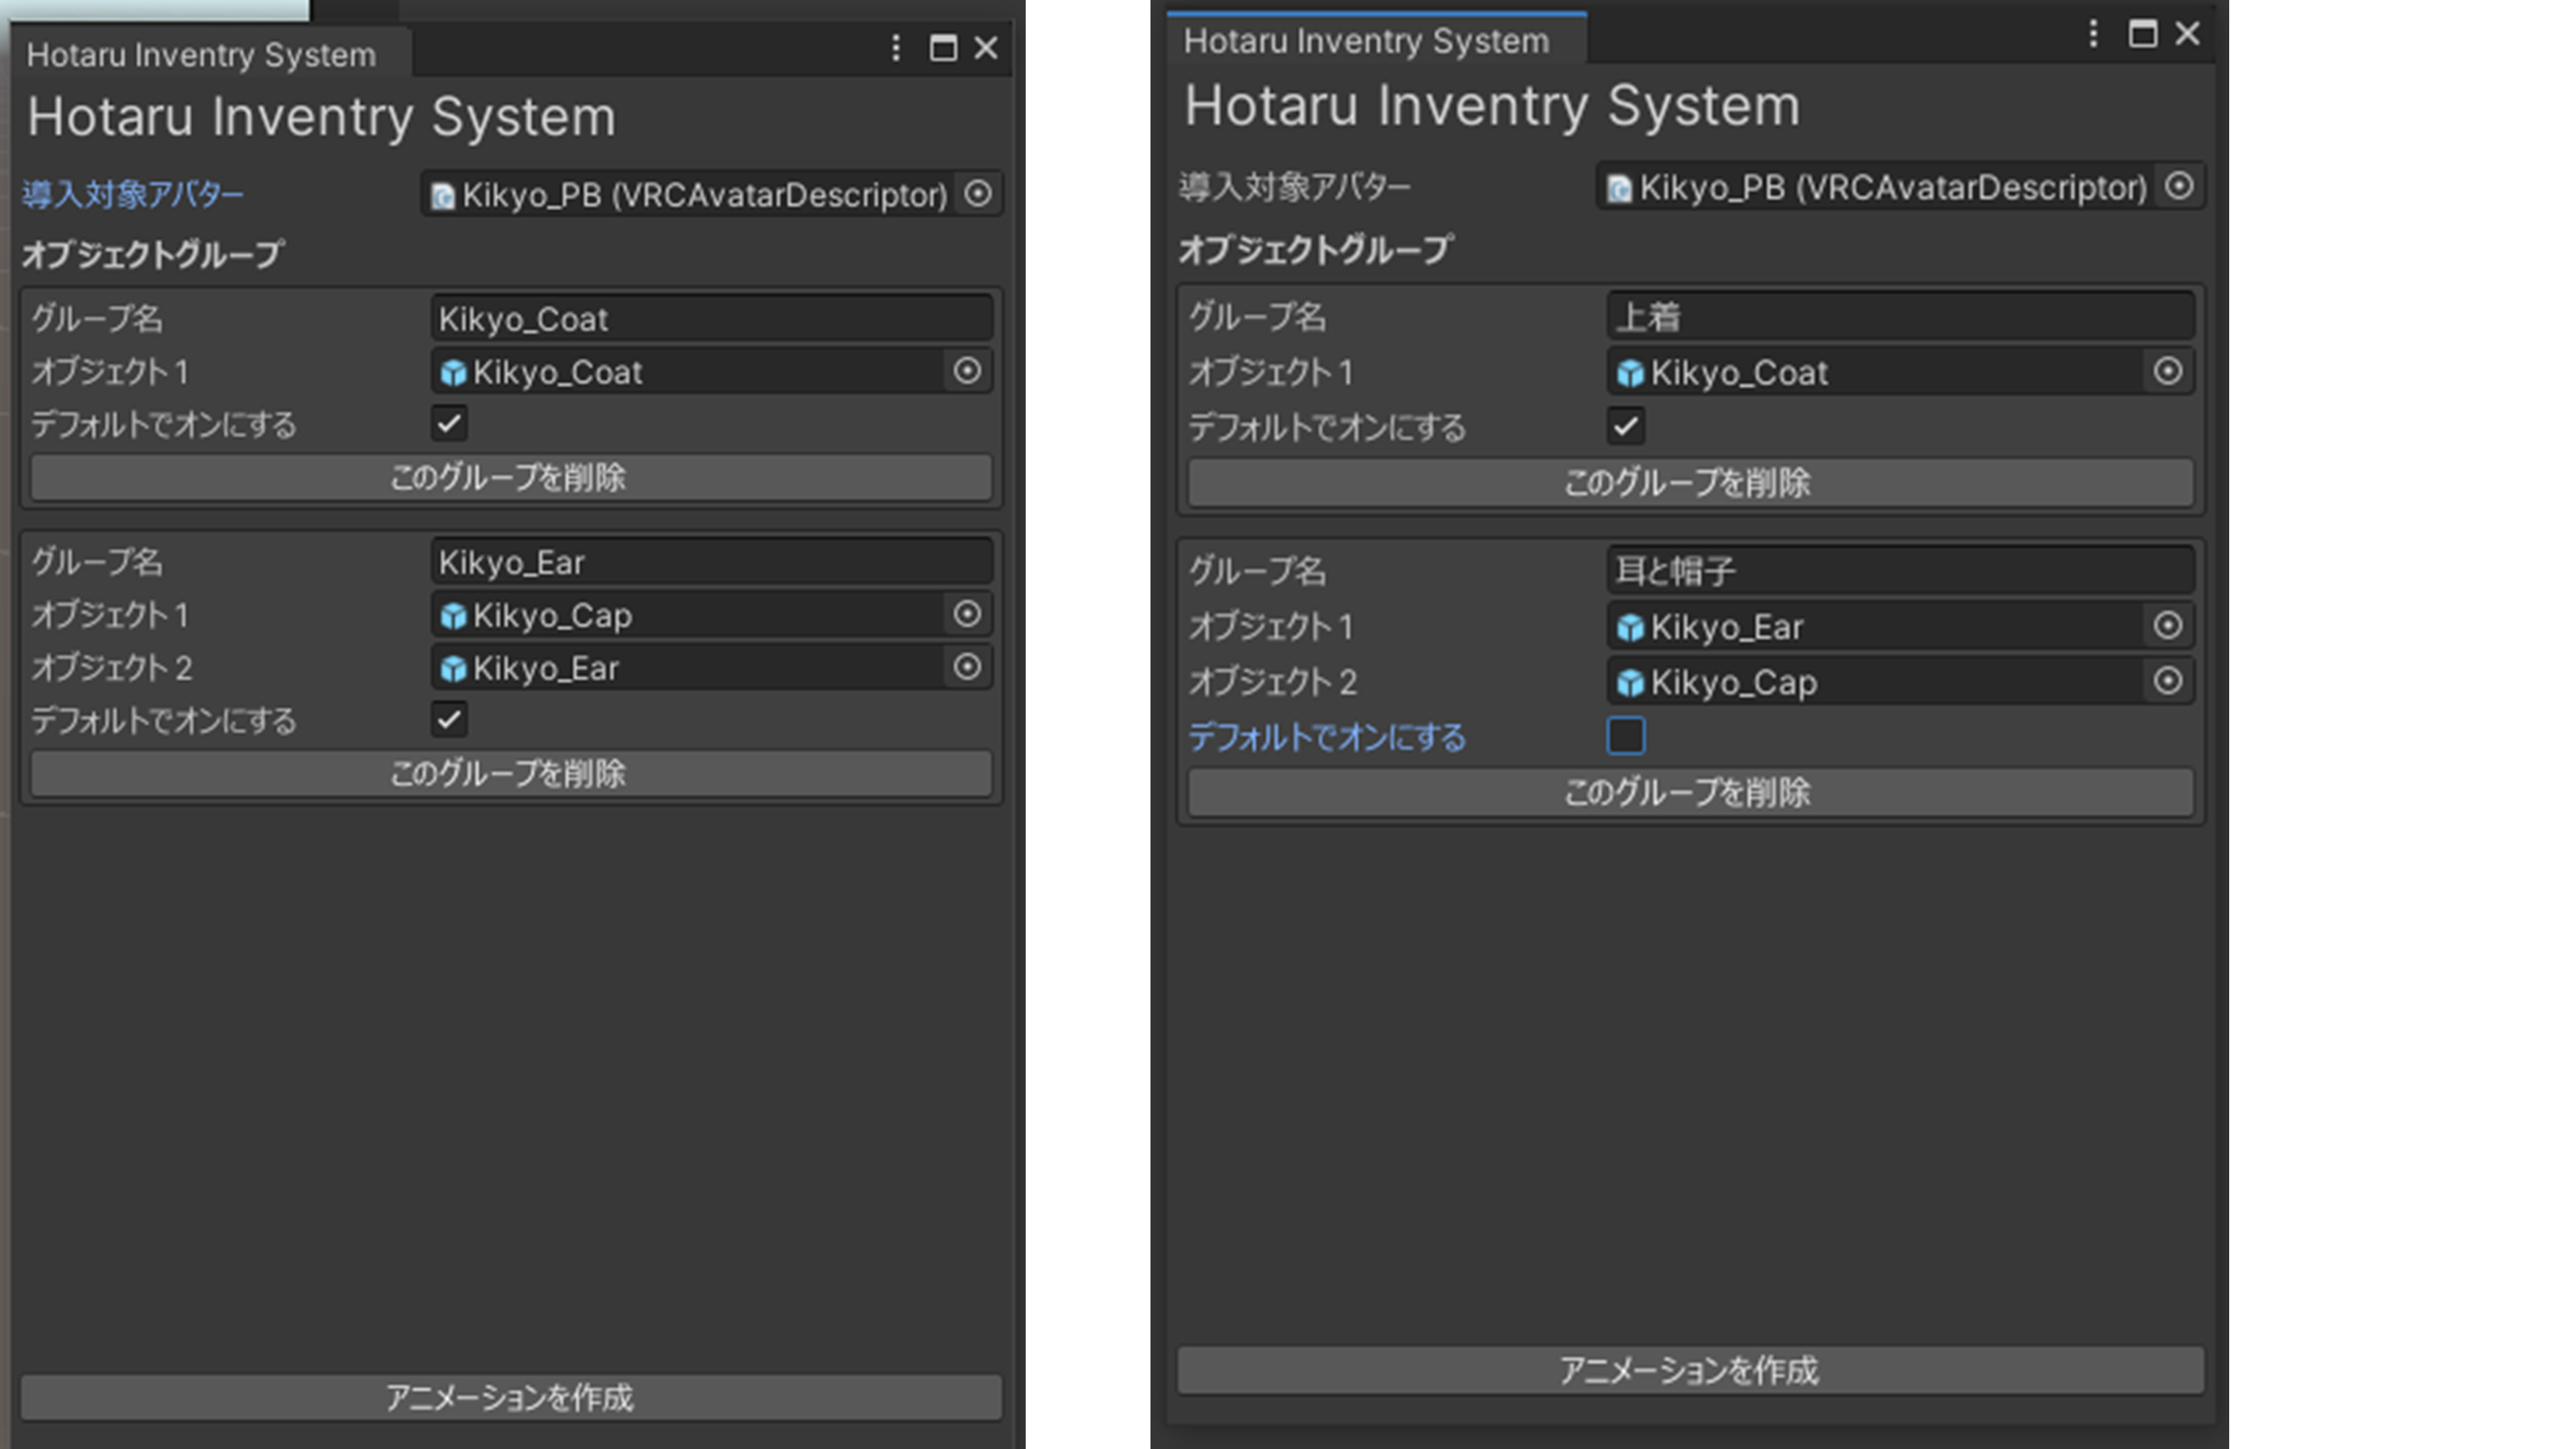 Hotaru Inventry System
Hotaru Inventry System
導入対象アバター Kikyo_PB (VRCAvatarDescriptor)
オブジェクトグループ
グループ名 Kikyo_Coat
オブジェクト 1 Kikyo_Coat
デフォルトでオンにする
このグループを削除
グループ名 Kikyo_Ear
オブジェクト 1 Kikyo_Cap
オブジェクト 2 Kikyo_Ear
デフォルトでオンにする
このグループを削除
アニメーションを作成
Hotaru Inventry System
Hotaru Inventry System
導入対象アバター Kikyo_PB (VRCAvatarDescriptor)
オブジェクトグループ
グループ名 上着
オブジェクト 1 Kikyo_Coat
デフォルトでオンにする
このグループを削除
グループ名 耳と帽子
オブジェクト 1 Kikyo_Ear
オブジェクト 2 Kikyo_Cap
デフォルトでオンにする
このグループを削除
アニメーションを作成